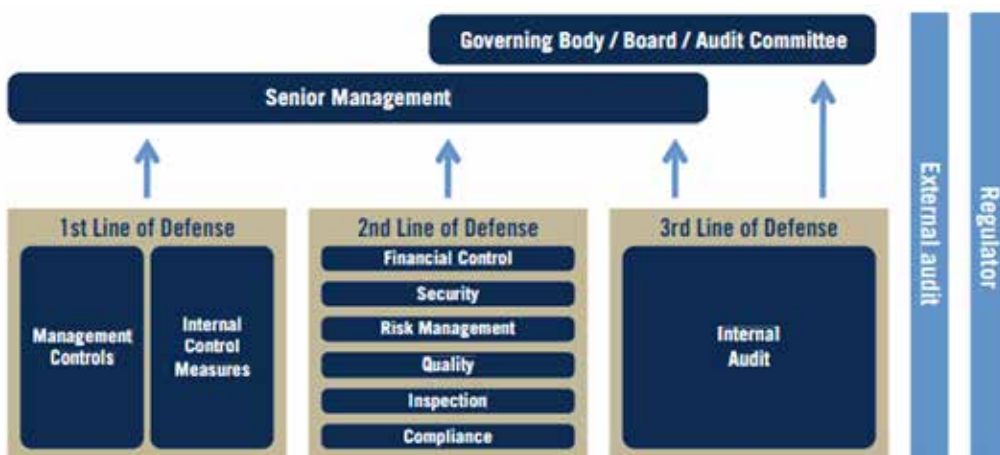 Governing Body / Board / Audit Committee
Senior Management
1st Line of Defense
Management
Controls
Internal
Control
Measures
2nd Line of Defense
Financial Control
Security
Risk Management
Quality
Inspection
Compliance
3rd Line of Defense
Internal
Audit
External audit
Regulator